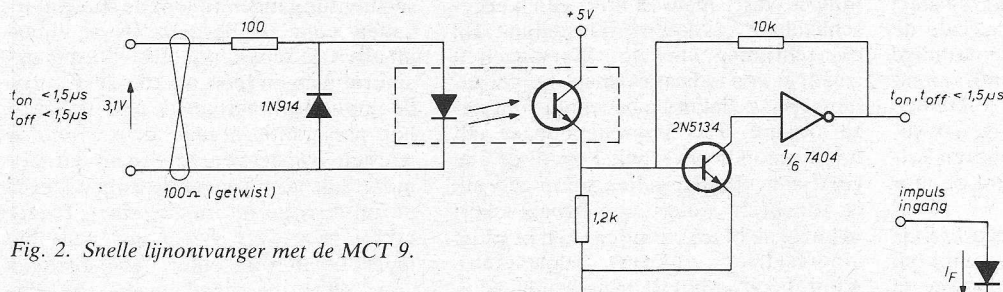 +5V
100
10k
t_on < 1,5µs
t_off < 1,5µs
3,1V
1N914
100Ω (getwist)
2N5134
1/6 7404
t_on, t_off < 1,5µs
1,2k
impuls
ingang
I_F
Fig. 2. Snelle lijnontvanger met de MCT 9.